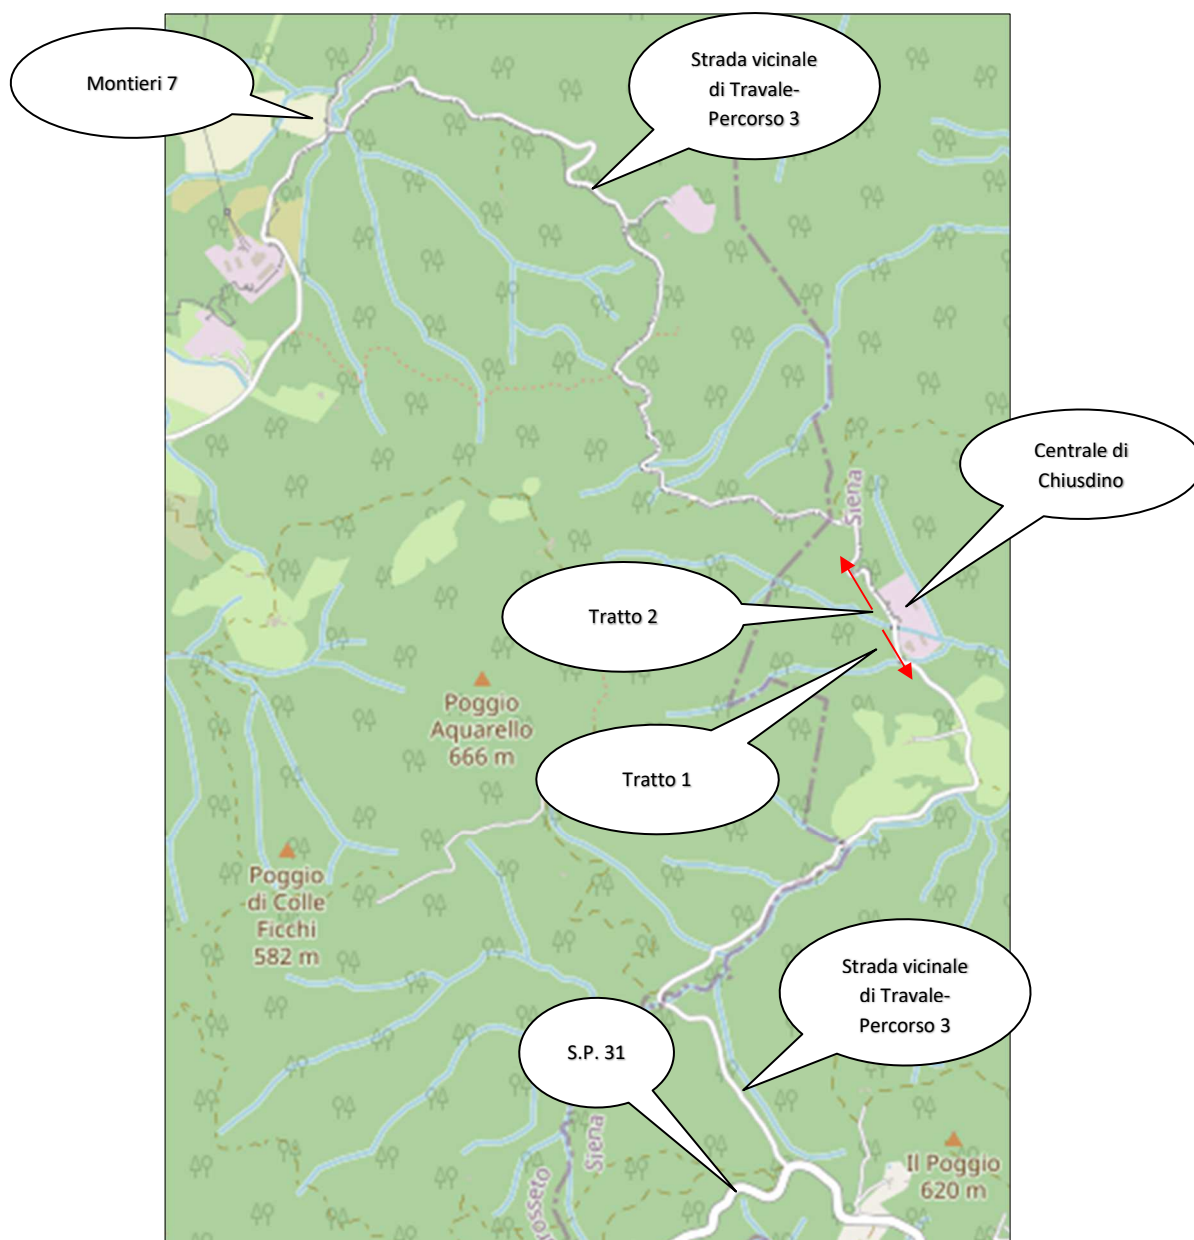 Montieri 7
Strada vicinale
di Travale-
Percorso 3
Centrale di
Chiusdino
Siena
Tratto 2
Poggio
Aquarello
666 m
Tratto 1
Poggio
di Colle
Ficchi
582 m
Strada vicinale
di Travale-
Percorso 3
S.P. 31
Siena
rosseto
Il Poggio
620 m